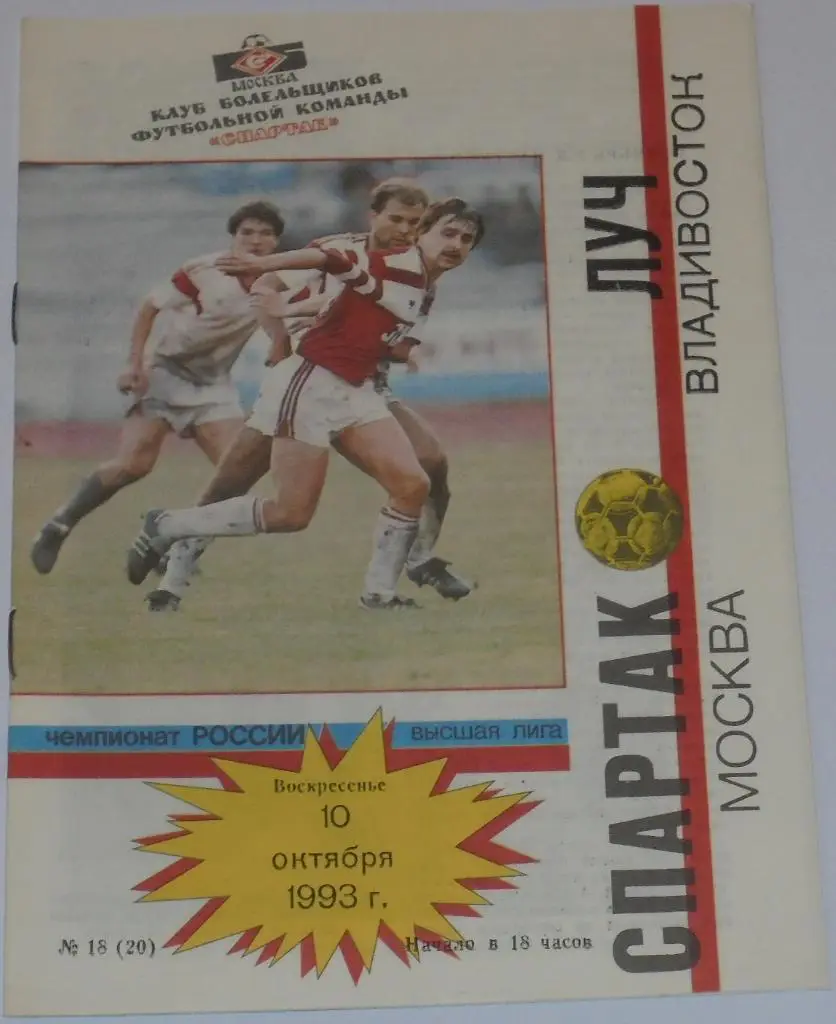 МОСКВА
КЛУБ БОЛЕЛЬЩИКОВ
ФУТБОЛЬНОЙ КОМАНДЫ
«СПАРТАК»
СПАРТАК
МОСКВА
ЛУЧ
ВЛАДИВОСТОК
чемпионат РОССИИ
высшая лига
Воскресенье
10
октября
1993 г.
№ 18 (20)
Начало в 18 часов